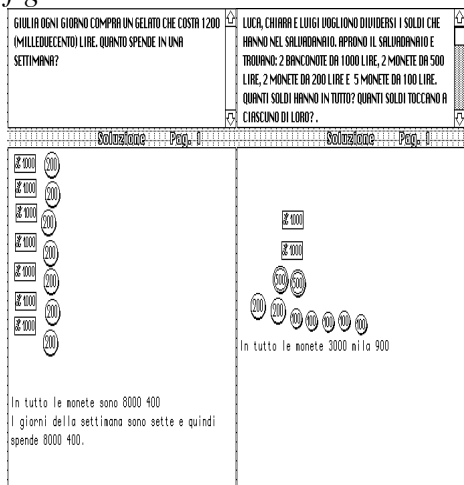 GIULIA OGNI GIORNO COMPRA UN GELATO CHE COSTA 1200
(MILLEDUECENTO) LIRE. QUANTO SPENDE IN UNA
SETTIMANA?
Soluzione Pag. 1
₤ 1000 200
₤ 1000 200
₤ 1000 200
₤ 1000 200
₤ 1000 200
₤ 1000 200
₤ 1000 200
In tutto le monete sono 8000 400
I giorni della settimana sono sette e quindi
spende 8000 400.
LUCA, CHIARA E LUIGI VOGLIONO DIVIDERSI I SOLDI CHE
HANNO NEL SALVADANAIO. APRONO IL SALVADANAIO E
TROVANO: 2 BANCONOTE DA 1000 LIRE, 2 MONETE DA 500
LIRE, 2 MONETE DA 200 LIRE E 5 MONETE DA 100 LIRE.
QUANTI SOLDI HANNO IN TUTTO? QUANTI SOLDI TOCCANO A
CIASCUNO DI LORO? .
Soluzione Pag. 1
₤ 1000
₤ 1000
500 500
200 200 100 100 100 100 100
In tutto le monete 3000 mila 900